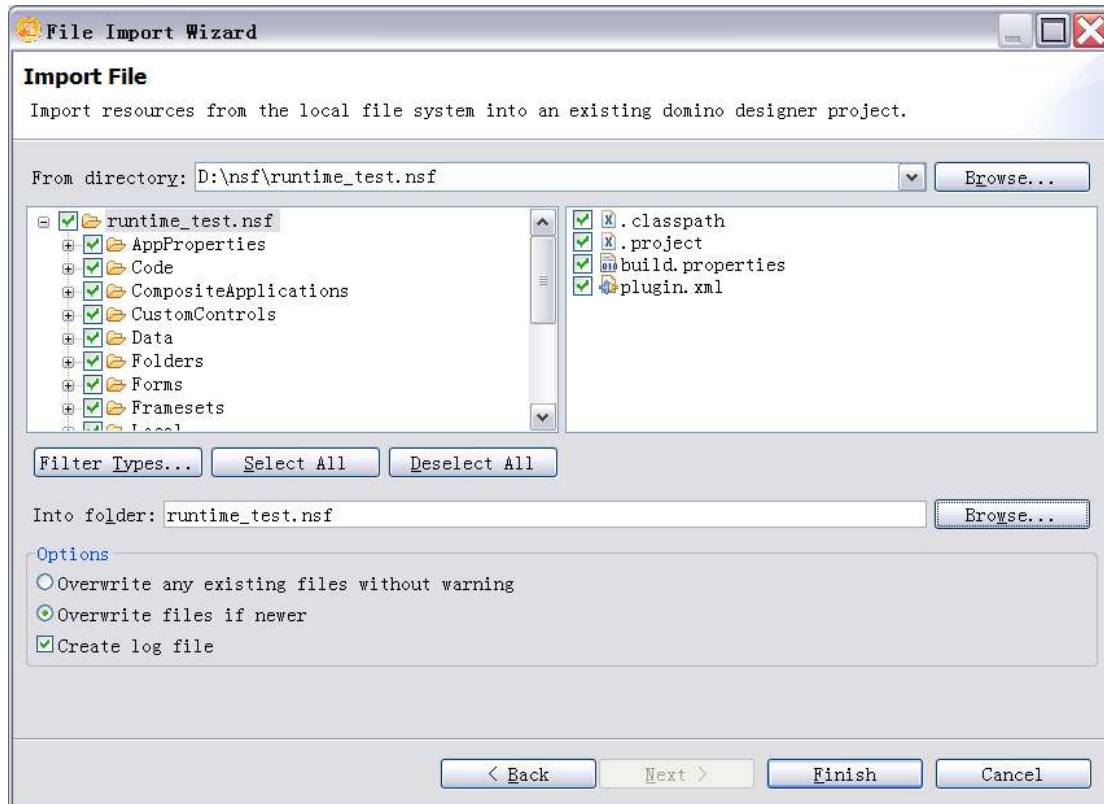 File Import Wizard
Import File
Import resources from the local file system into an existing domino designer project.
From directory: D:\nsf\runtime_test.nsf Browse...
runtime_test.nsf
AppProperties
Code
CompositeApplications
CustomControls
Data
Folders
Forms
Framesets
Local
.classpath
.project
build.properties
plugin.xml
Filter Types... Select All Deselect All
Into folder: runtime_test.nsf Browse...
Options
Overwrite any existing files without warning
Overwrite files if newer
Create log file
< Back Next > Finish Cancel